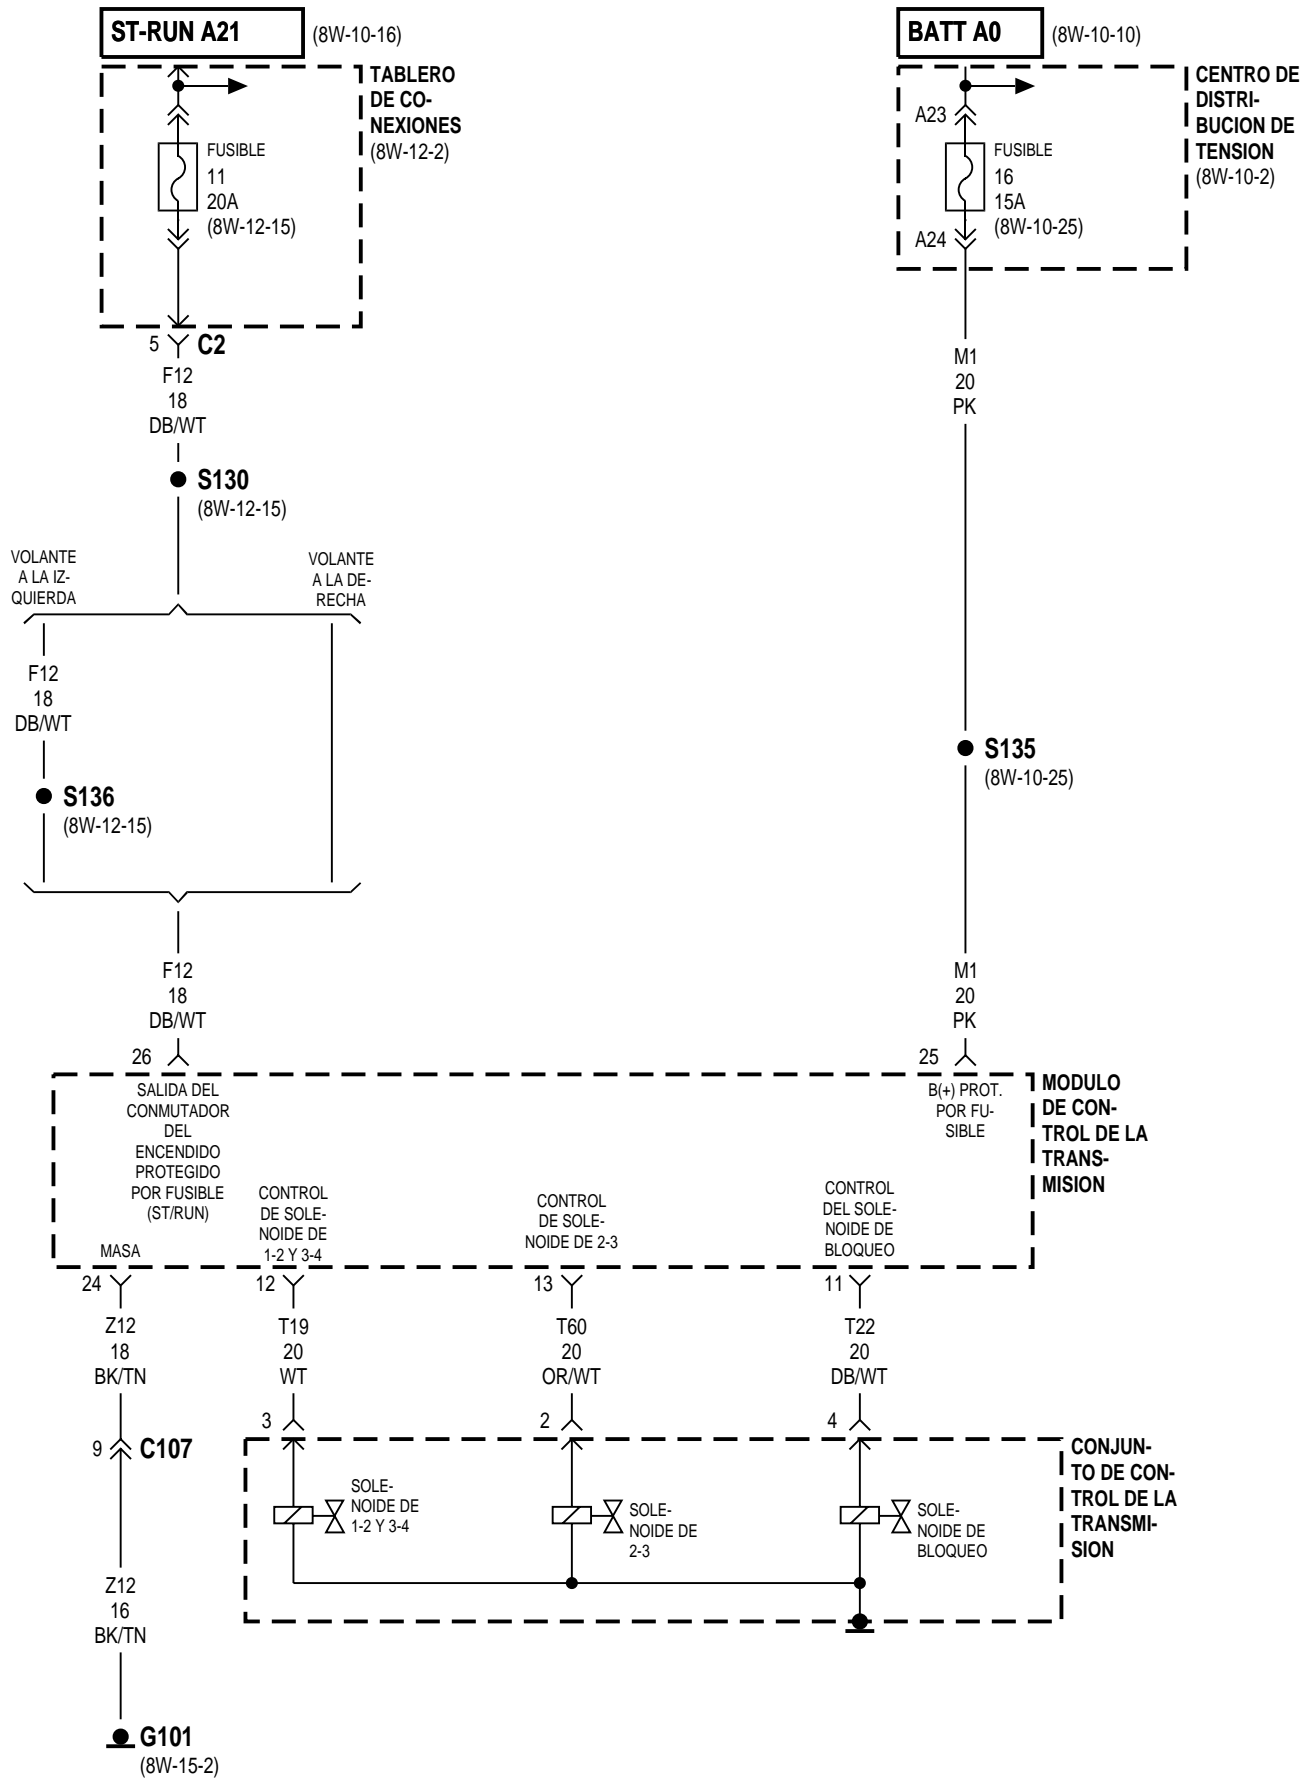 ST-RUN A21 (8W-10-16)
BATT A0 (8W-10-10)
TABLERO
DE CO-
NEXIONES
(8W-12-2)
FUSIBLE
11
20A
(8W-12-15)
CENTRO DE
DISTRI-
BUCION DE
TENSION
(8W-10-2)
A23
FUSIBLE
16
15A
(8W-10-25)
A24
5 C2
F12
18
DB/WT
M1
20
PK
S130
(8W-12-15)
VOLANTE
A LA IZ-
QUIERDA
VOLANTE
A LA DE-
RECHA
F12
18
DB/WT
S136
(8W-12-15)
S135
(8W-10-25)
F12
18
DB/WT
26
M1
20
PK
25
SALIDA DEL
CONMUTADOR
DEL
ENCENDIDO
PROTEGIDO
POR FUSIBLE
(ST/RUN)
B(+) PROT.
POR FU-
SIBLE
MODULO
DE CON-
TROL DE LA
TRANS-
MISION
MASA
CONTROL
DE SOLE-
NOIDE DE
1-2 Y 3-4
CONTROL
DE SOLE-
NOIDE DE 2-3
CONTROL
DEL SOLE-
NOIDE DE
BLOQUEO
24
12
13
11
Z12
18
BK/TN
T19
20
WT
T60
20
OR/WT
T22
20
DB/WT
3
2
4
9 C107
SOLE-
NOIDE DE
1-2 Y 3-4
SOLE-
NOIDE DE
2-3
SOLE-
NOIDE DE
BLOQUEO
CONJUN-
TO DE CON-
TROL DE LA
TRANSMI-
SION
Z12
16
BK/TN
G101
(8W-15-2)